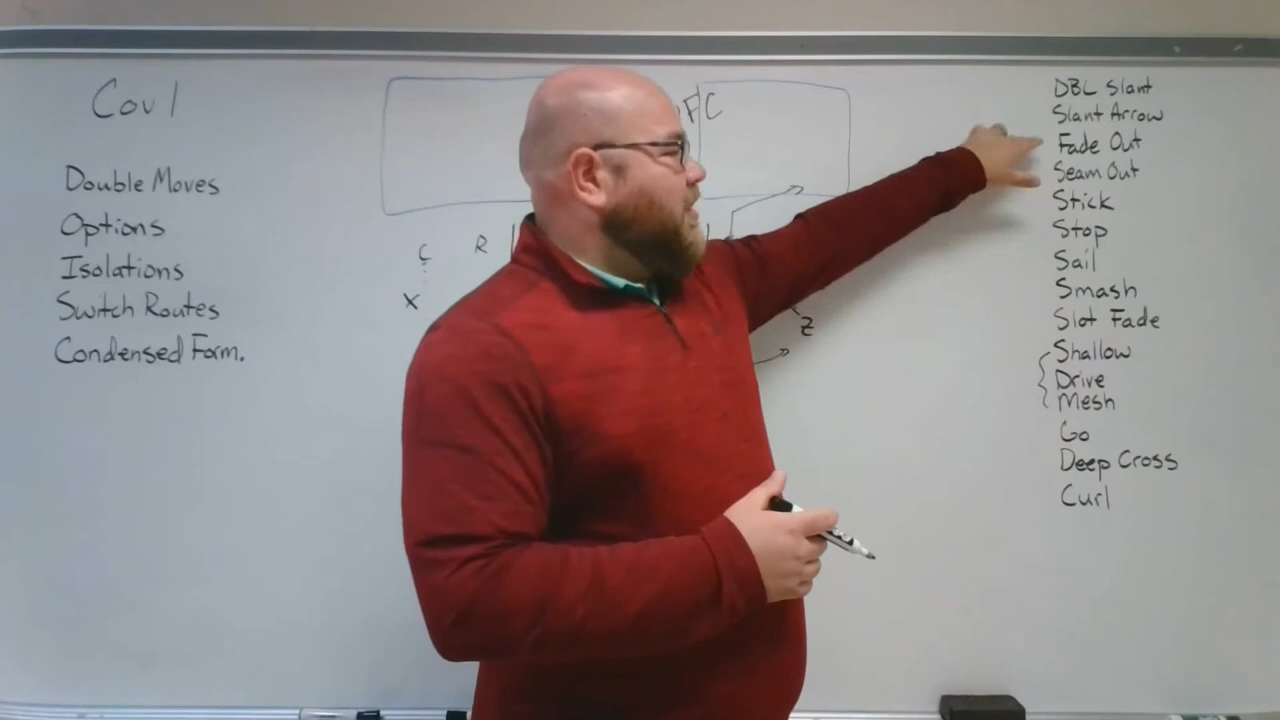 Cov 1
Double Moves
Options
Isolations
Switch Routes
Condensed Form.
FC
C R
X
Z
DBL Slant
Slant Arrow
Fade Out
Seam Out
Stick
Stop
Sail
Smash
Slot Fade
Shallow
Drive
Mesh
Go
Deep Cross
Curl